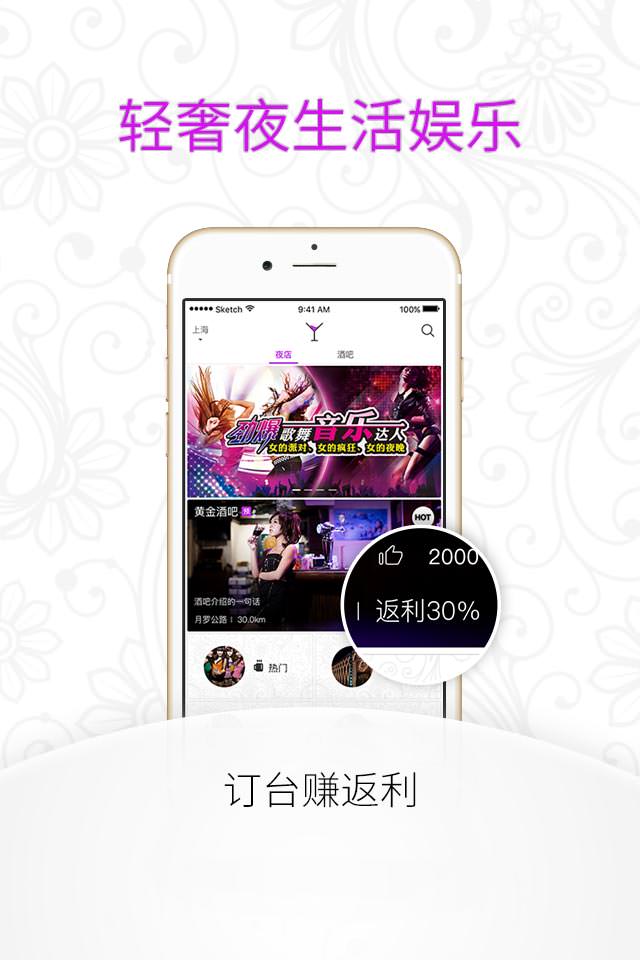 轻奢夜生活娱乐
Sketch 9:41 AM 100%
上海
夜店 酒吧
劲爆歌舞音乐达人
女的派对、女的疯狂、女的夜晚
黄金酒吧 预
HOT
2000
返利30%
酒吧介绍的一句话
月罗公路 | 30.0km
热门
订台赚返利